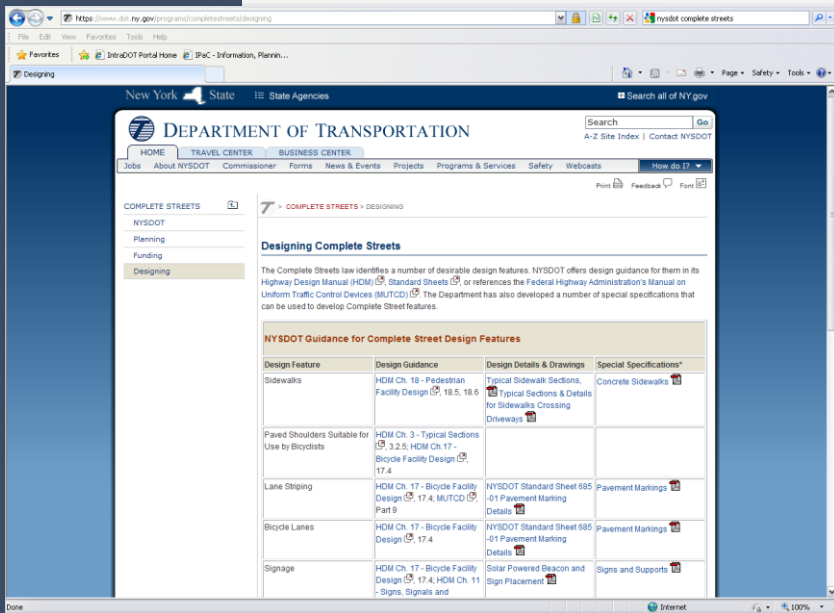 https://www.dot.ny.gov/programs/completestreets/designing
nysdot complete streets
File Edit View Favorites Tools Help
Favorites IntraDOT Portal Home IPaC - Information, Plannin...
Designing
Page Safety Tools
New York State State Agencies Search all of NY.gov
DEPARTMENT OF TRANSPORTATION
Search Go
A-Z Site Index | Contact NYSDOT
HOME TRAVEL CENTER BUSINESS CENTER
Jobs About NYSDOT Commissioner Forms News & Events Projects Programs & Services Safety Webcasts How do I?
Print Feedback Font
COMPLETE STREETS
NYSDOT
Planning
Funding
Designing
> COMPLETE STREETS > DESIGNING
Designing Complete Streets
The Complete Streets law identifies a number of desirable design features. NYSDOT offers design guidance for them in its
Highway Design Manual (HDM), Standard Sheets, or references the Federal Highway Administration's Manual on
Uniform Traffic Control Devices (MUTCD). The Department has also developed a number of special specifications that
can be used to develop Complete Street features.
NYSDOT Guidance for Complete Street Design Features
Design Feature
Design Guidance
Design Details & Drawings
Special Specifications*
Sidewalks
HDM Ch. 18 - Pedestrian
Facility Design, 18.5, 18.6
Typical Sidewalk Sections,
Typical Sections & Details
for Sidewalks Crossing
Driveways
Concrete Sidewalks
Paved Shoulders Suitable for
Use by Bicyclists
HDM Ch. 3 - Typical Sections
, 3.2.5; HDM Ch.17 -
Bicycle Facility Design,
17.4
Lane Striping
HDM Ch. 17 - Bicycle Facility
Design, 17.4; MUTCD,
Part 9
NYSDOT Standard Sheet 685
-01 Pavement Marking
Details
Pavement Markings
Bicycle Lanes
HDM Ch. 17 - Bicycle Facility
Design, 17.4
NYSDOT Standard Sheet 685
-01 Pavement Marking
Details
Pavement Markings
Signage
HDM Ch. 17 - Bicycle Facility
Design, 17.4; HDM Ch. 11
- Signs, Signals and
Solar Powered Beacon and
Sign Placement
Signs and Supports
Done Internet 100%